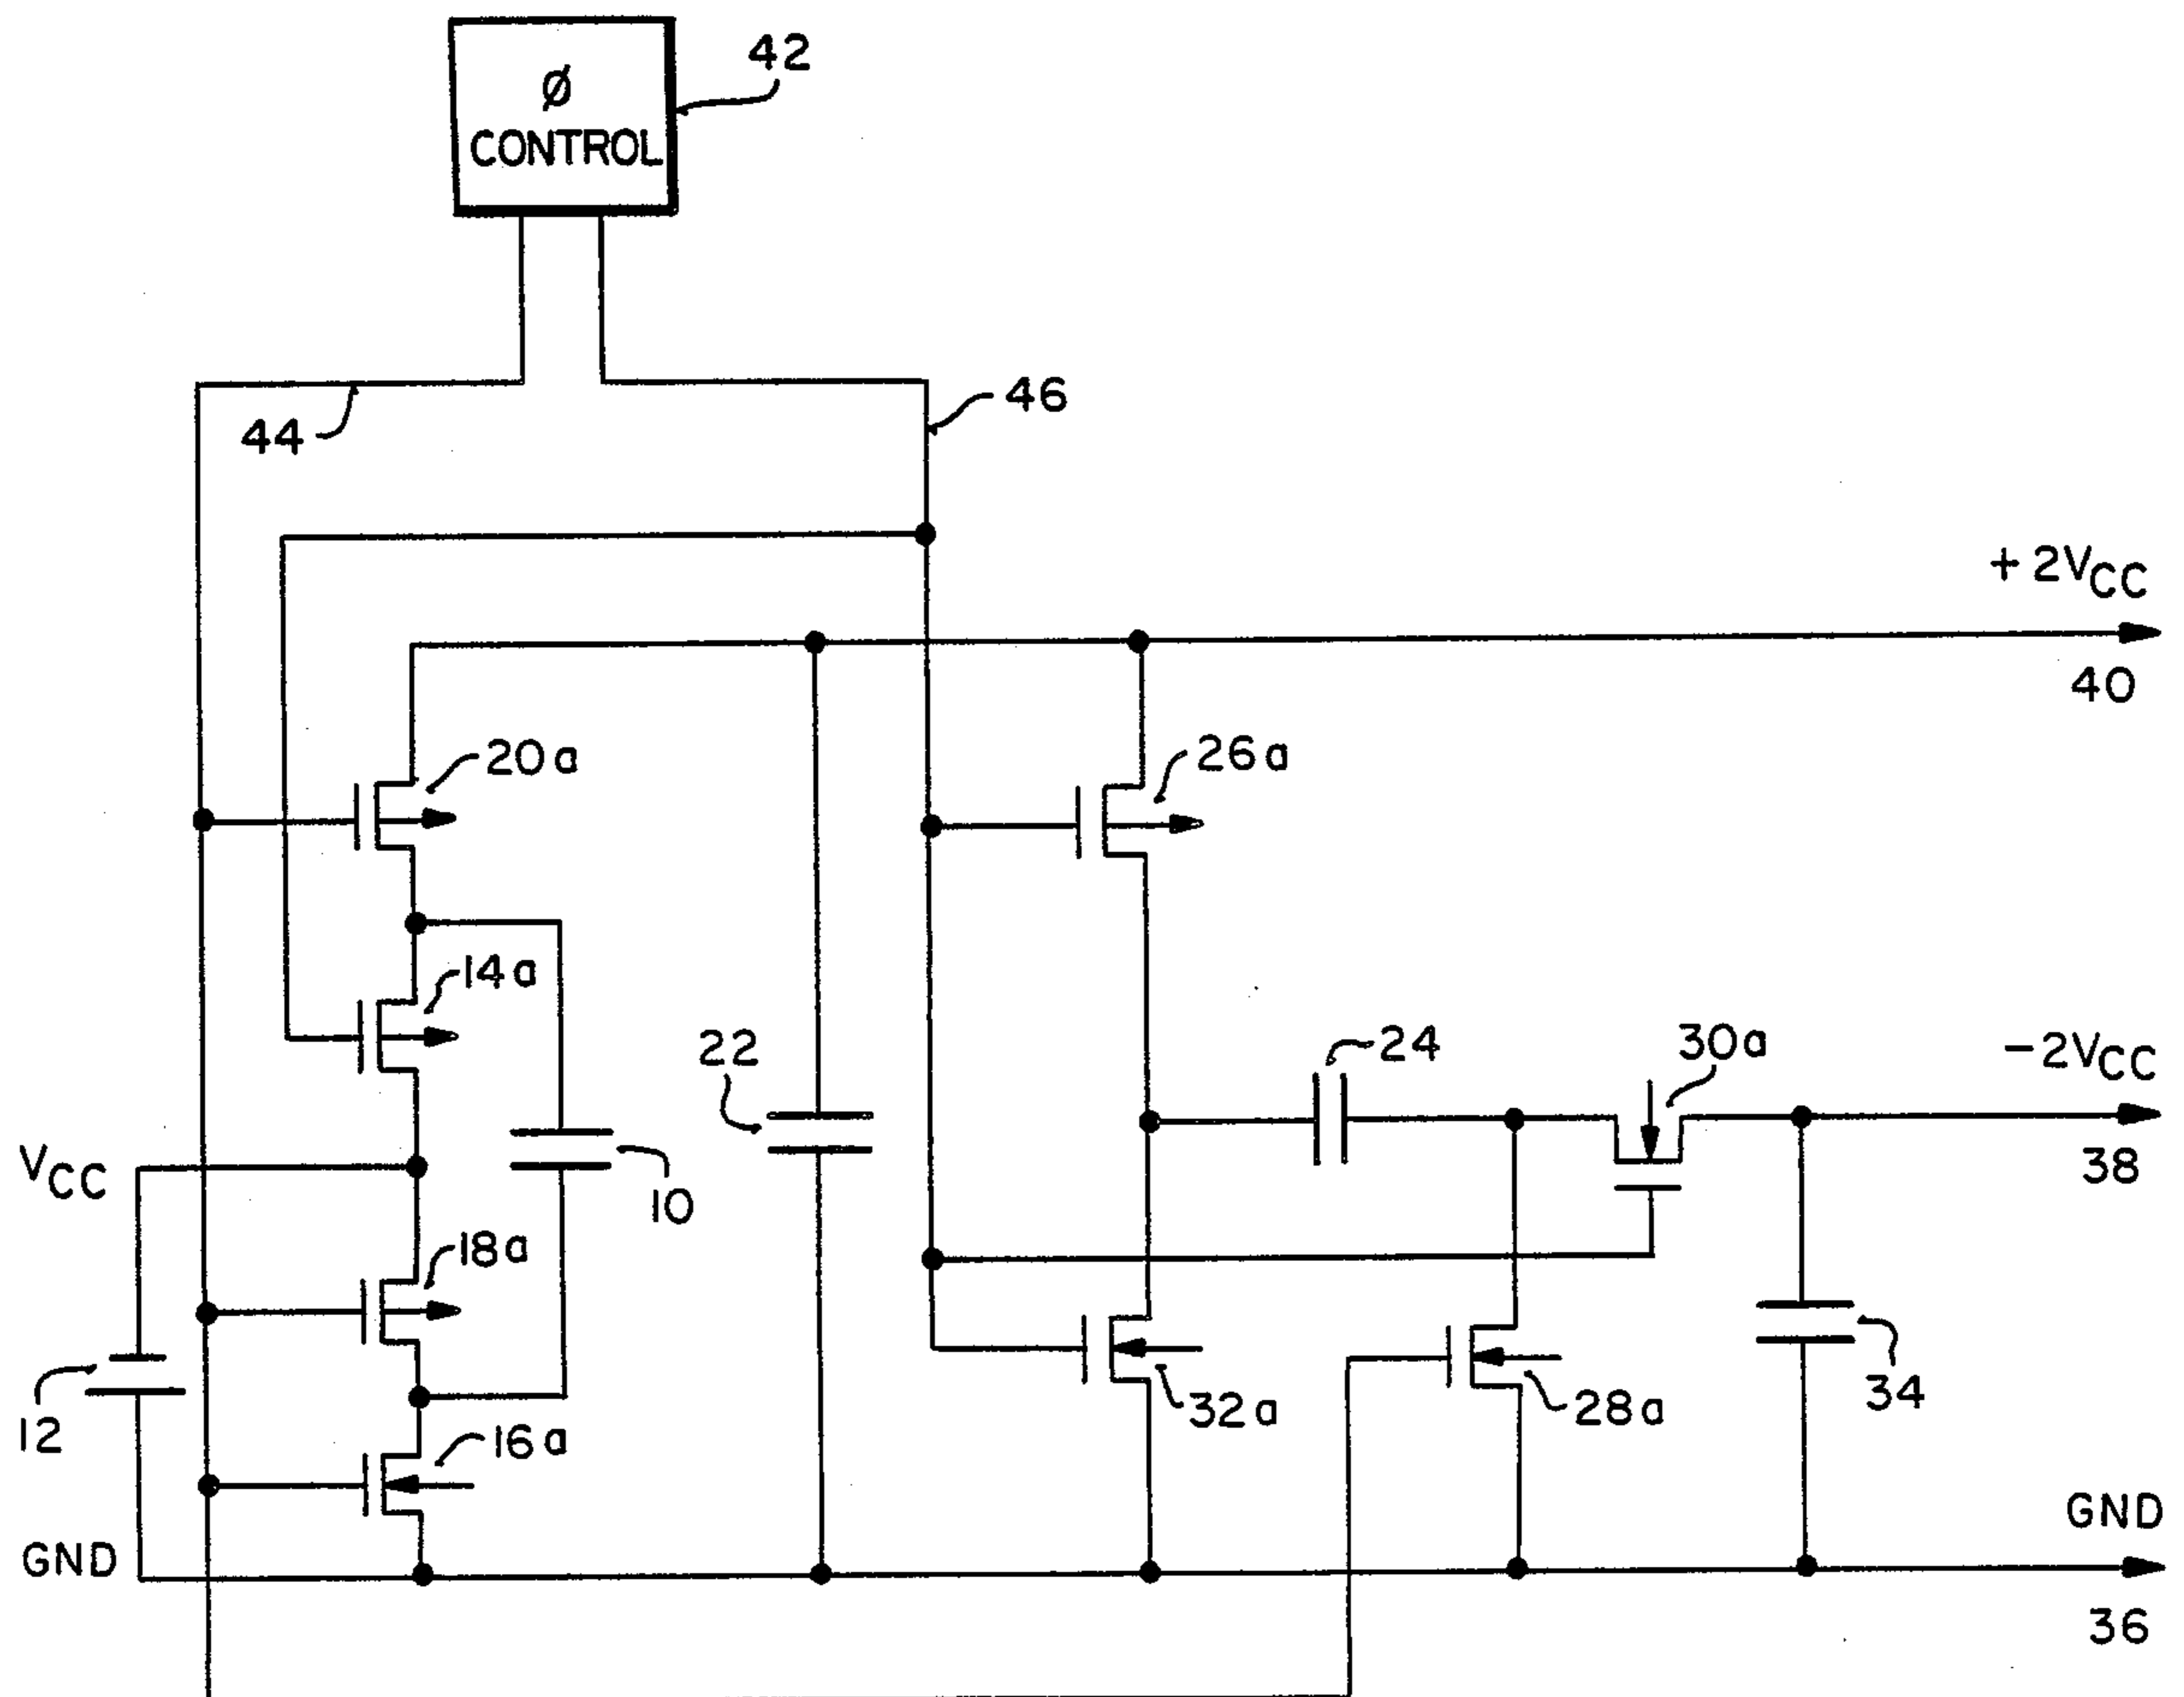 Ø
CONTROL
42
44
46
+2VCC
40
20a
26a
14a
22
24
30a
-2VCC
38
VCC
10
18a
12
16a
32a
28a
34
GND
GND
36